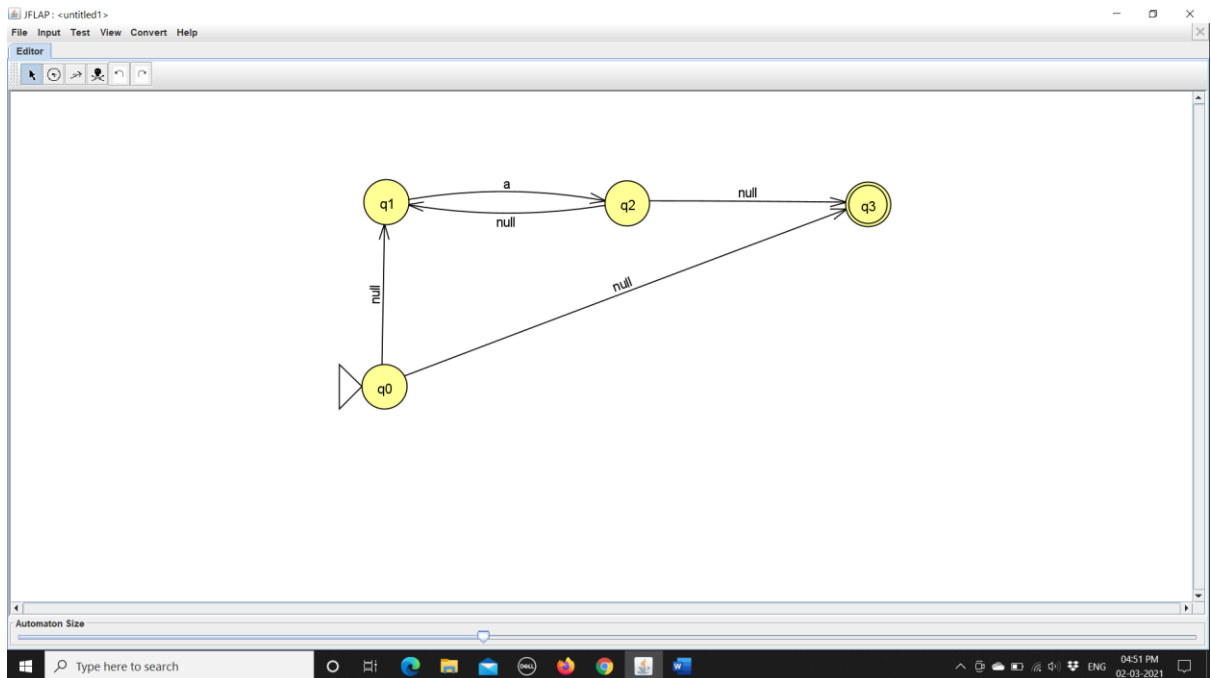 JFLAP : <untitled1>
File Input Test View Convert Help
Editor
a
q1
q2
null
q3
null
null
null
q0
Automaton Size
Type here to search
DELL
W
ENG
04:51 PM
02-03-2021